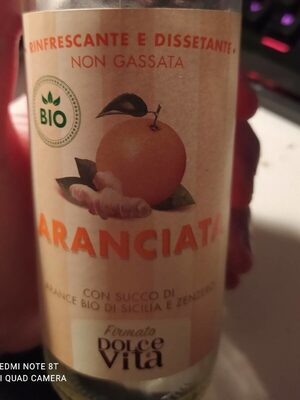 RINFRESCANTE E DISSETANTE •
NON GASSATA
BIO
ARANCIATA
CON SUCCO DI
ARANCE BIO DI SICILIA E ZENZERO
Firmato
DOLCE
Vita
REDMI NOTE 8T
AI QUAD CAMERA